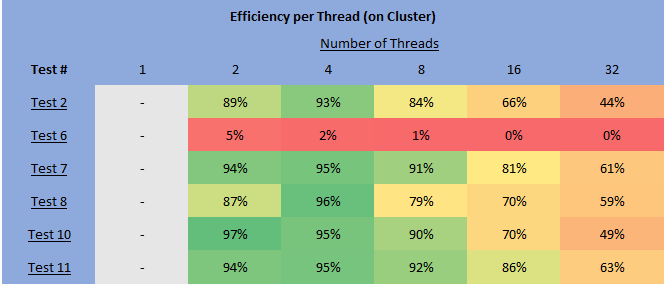 Efficiency per Thread (on Cluster)
Number of Threads
Test # 1 2 4 8 16 32
Test 2 - 89% 93% 84% 66% 44%
Test 6 - 5% 2% 1% 0% 0%
Test 7 - 94% 95% 91% 81% 61%
Test 8 - 87% 96% 79% 70% 59%
Test 10 - 97% 95% 90% 70% 49%
Test 11 - 94% 95% 92% 86% 63%